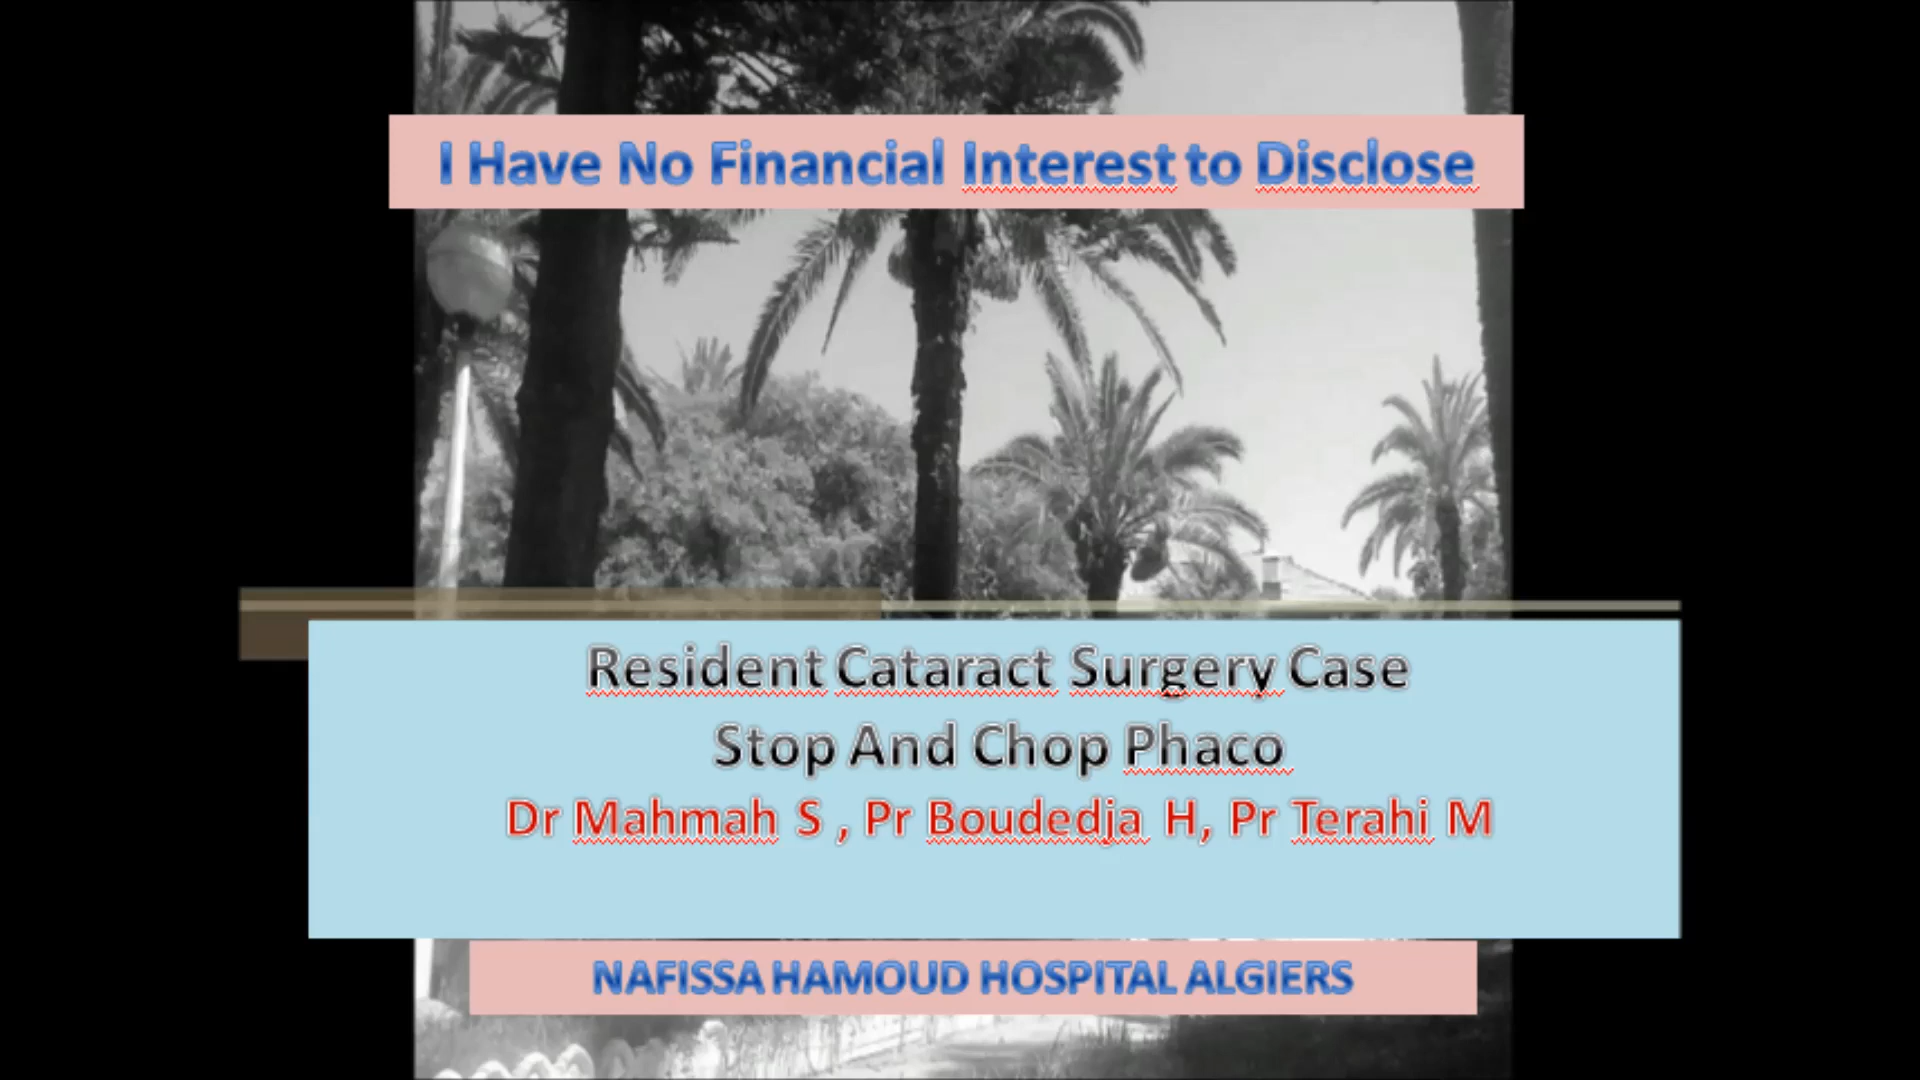 I Have No Financial Interest to Disclose
Resident Cataract Surgery Case
Stop And Chop Phaco
Dr Mahmah S , Pr Boudedja H, Pr Terahi M
NAFISSA HAMOUD HOSPITAL ALGIERS